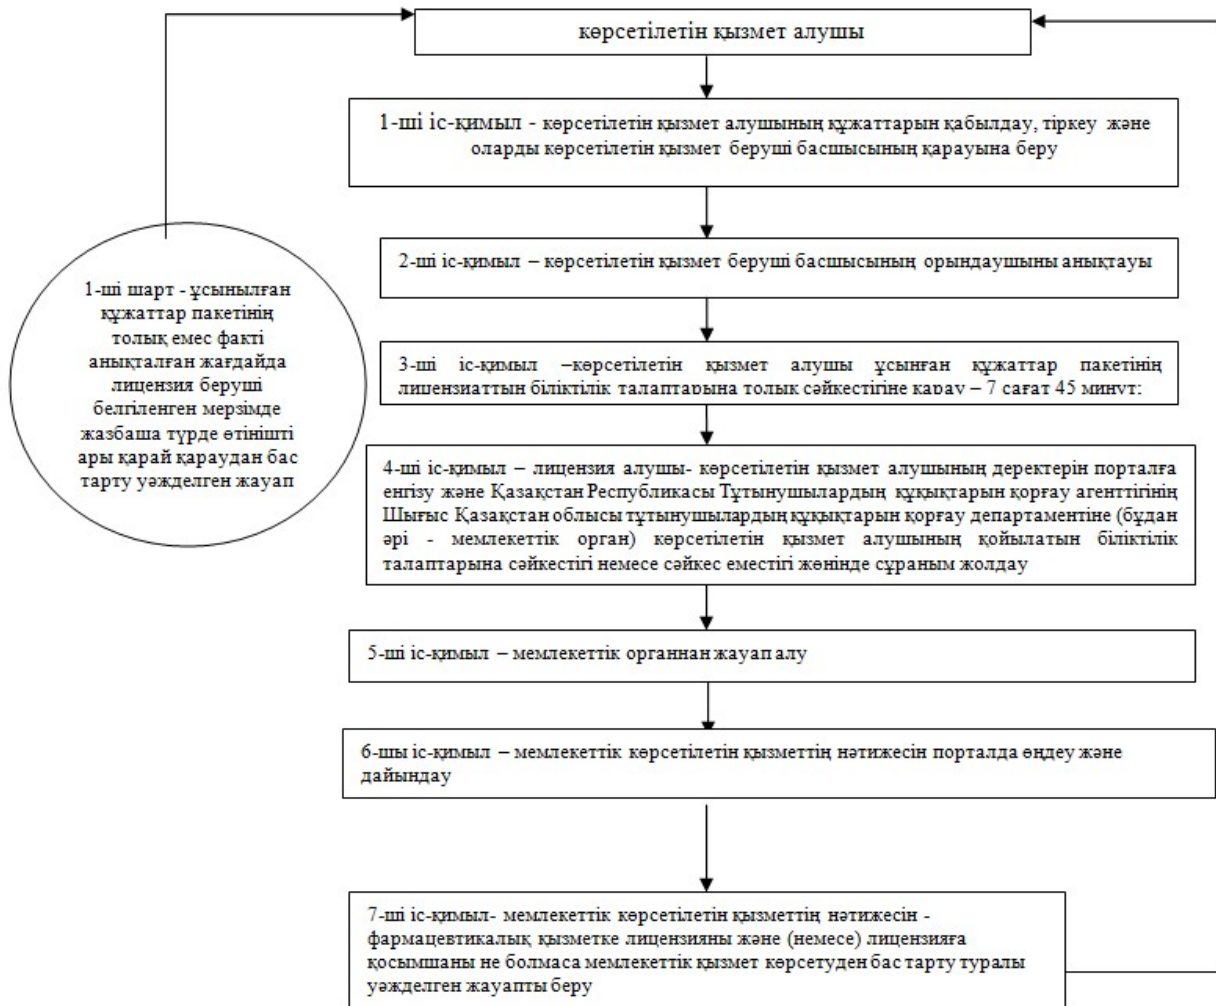 көрсетілетін қызмет алушы
1-ші іс-қимыл - көрсетілетін қызмет алушының құжаттарын қабылдау, тіркеу және
оларды көрсетілетін қызмет беруші басшысының қарауына беру
2-ші іс-қимыл – көрсетілетін қызмет беруші басшысының орындаушыны анықтауы
1-ші шарт - ұсынылған
құжаттар пакетінің
толық емес факті
анықталған жағдайда
лицензия беруші
белгіленген мерзімде
жазбаша түрде өтінішті
ары қарай қараудан бас
тарту уәжделген жауап
3-ші іс-қимыл –көрсетілетін қызмет алушы ұсынған құжаттар пакетінің
лицензиаттың біліктілік талаптарына толық сәйкестігіне қарау – 7 сағат 45 минут;
4-ші іс-қимыл – лицензия алушы- көрсетілетін қызмет алушының деректерін порталға
енгізу және Қазақстан Республикасы Тұтынушылардың құқықтарын қорғау агенттігінің
Шығыс Қазақстан облысы тұтынушылардың құқықтарын қорғау департаментіне (бұдан
әрі - мемлекеттік орган) көрсетілетін қызмет алушының қойылатын біліктілік
талаптарына сәйкестігі немесе сәйкес еместігі жөнінде сұраным жолдау
5-ші іс-қимыл – мемлекеттік органнан жауап алу
6-шы іс-қимыл – мемлекеттік көрсетілетін қызметтің нәтижесін порталда өңдеу және
дайындау
7-ші іс-қимыл- мемлекеттік көрсетілетін қызметтің нәтижесін -
фармацевтикалық қызметке лицензияны және (немесе) лицензияға
қосымшаны не болмаса мемлекеттік қызмет көрсетуден бас тарту туралы
уәжделген жауапты беру